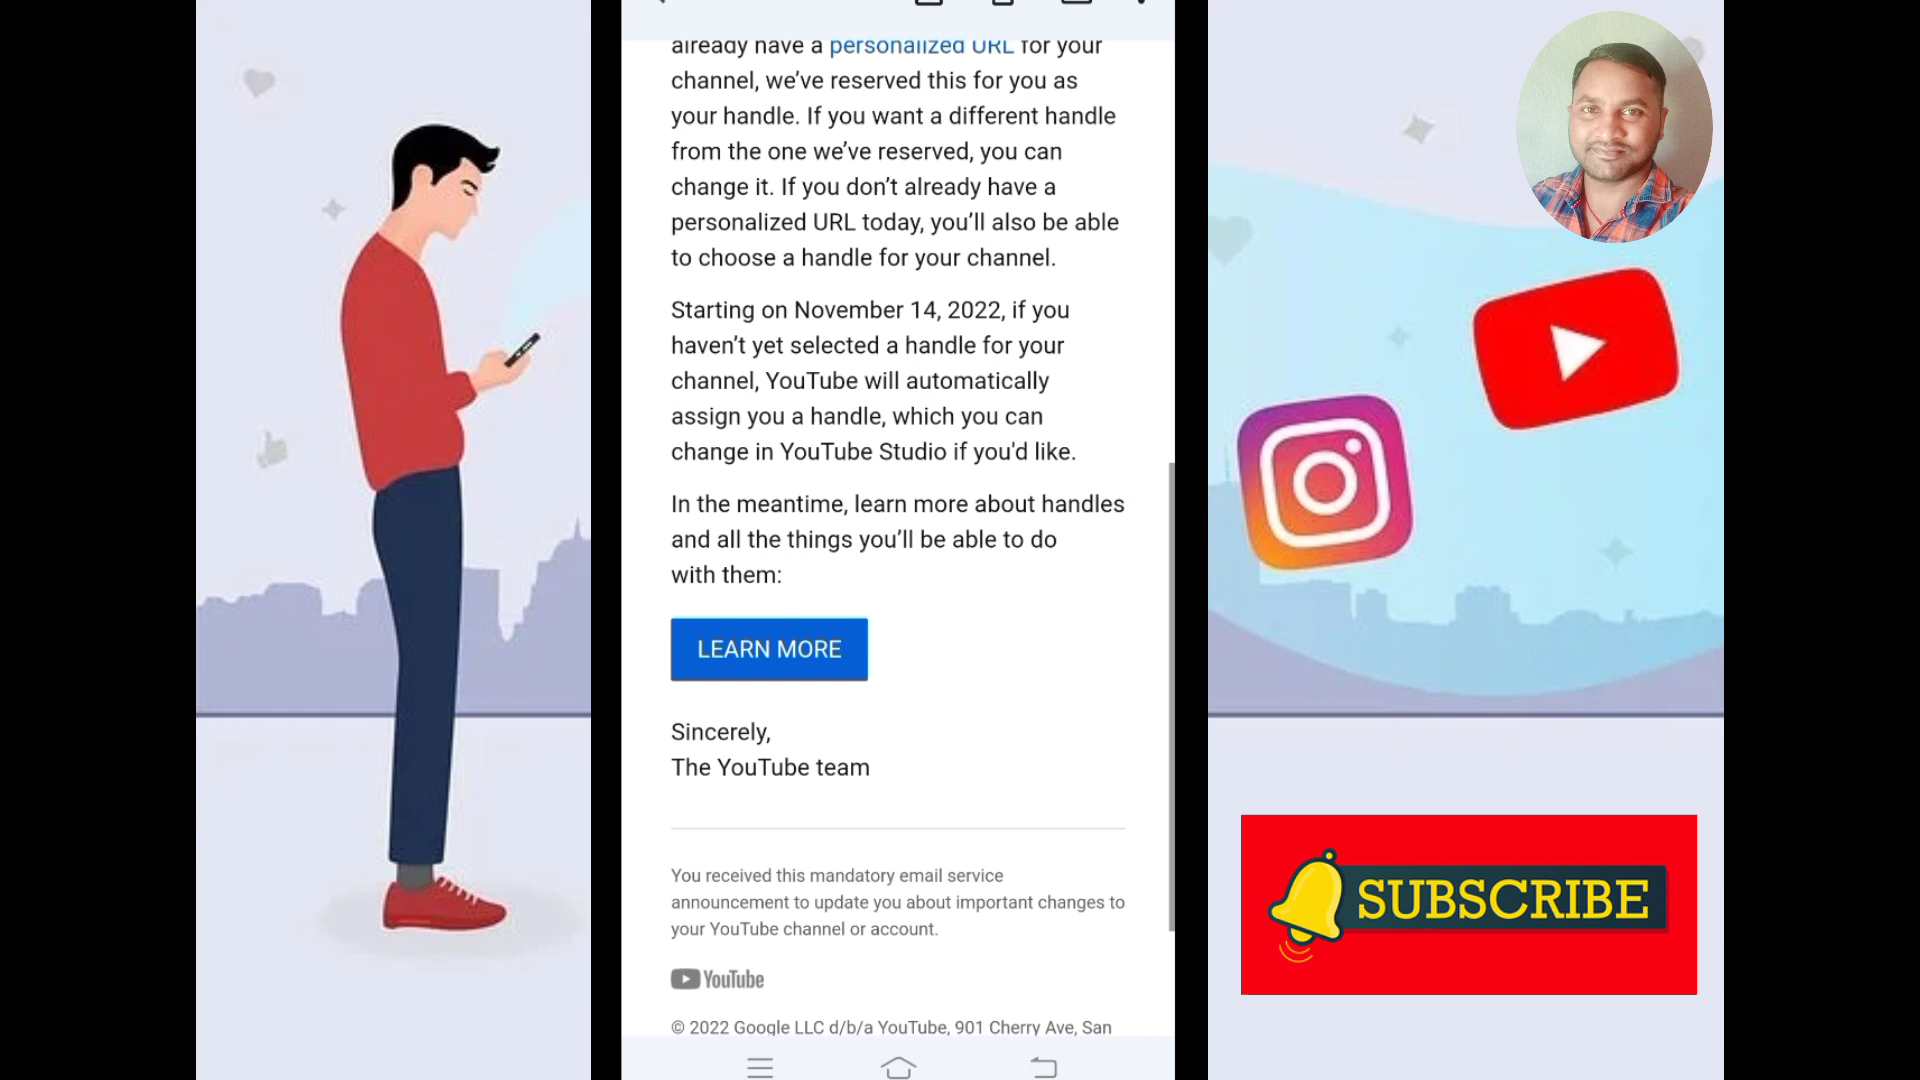 already have a personalized URL for your
channel, we’ve reserved this for you as
your handle. If you want a different handle
from the one we’ve reserved, you can
change it. If you don’t already have a
personalized URL today, you’ll also be able
to choose a handle for your channel.
Starting on November 14, 2022, if you
haven’t yet selected a handle for your
channel, YouTube will automatically
assign you a handle, which you can
change in YouTube Studio if you'd like.
In the meantime, learn more about handles
and all the things you’ll be able to do
with them:
LEARN MORE
Sincerely,
The YouTube team
You received this mandatory email service
announcement to update you about important changes to
your YouTube channel or account.
YouTube
© 2022 Google LLC d/b/a YouTube, 901 Cherry Ave, San
SUBSCRIBE